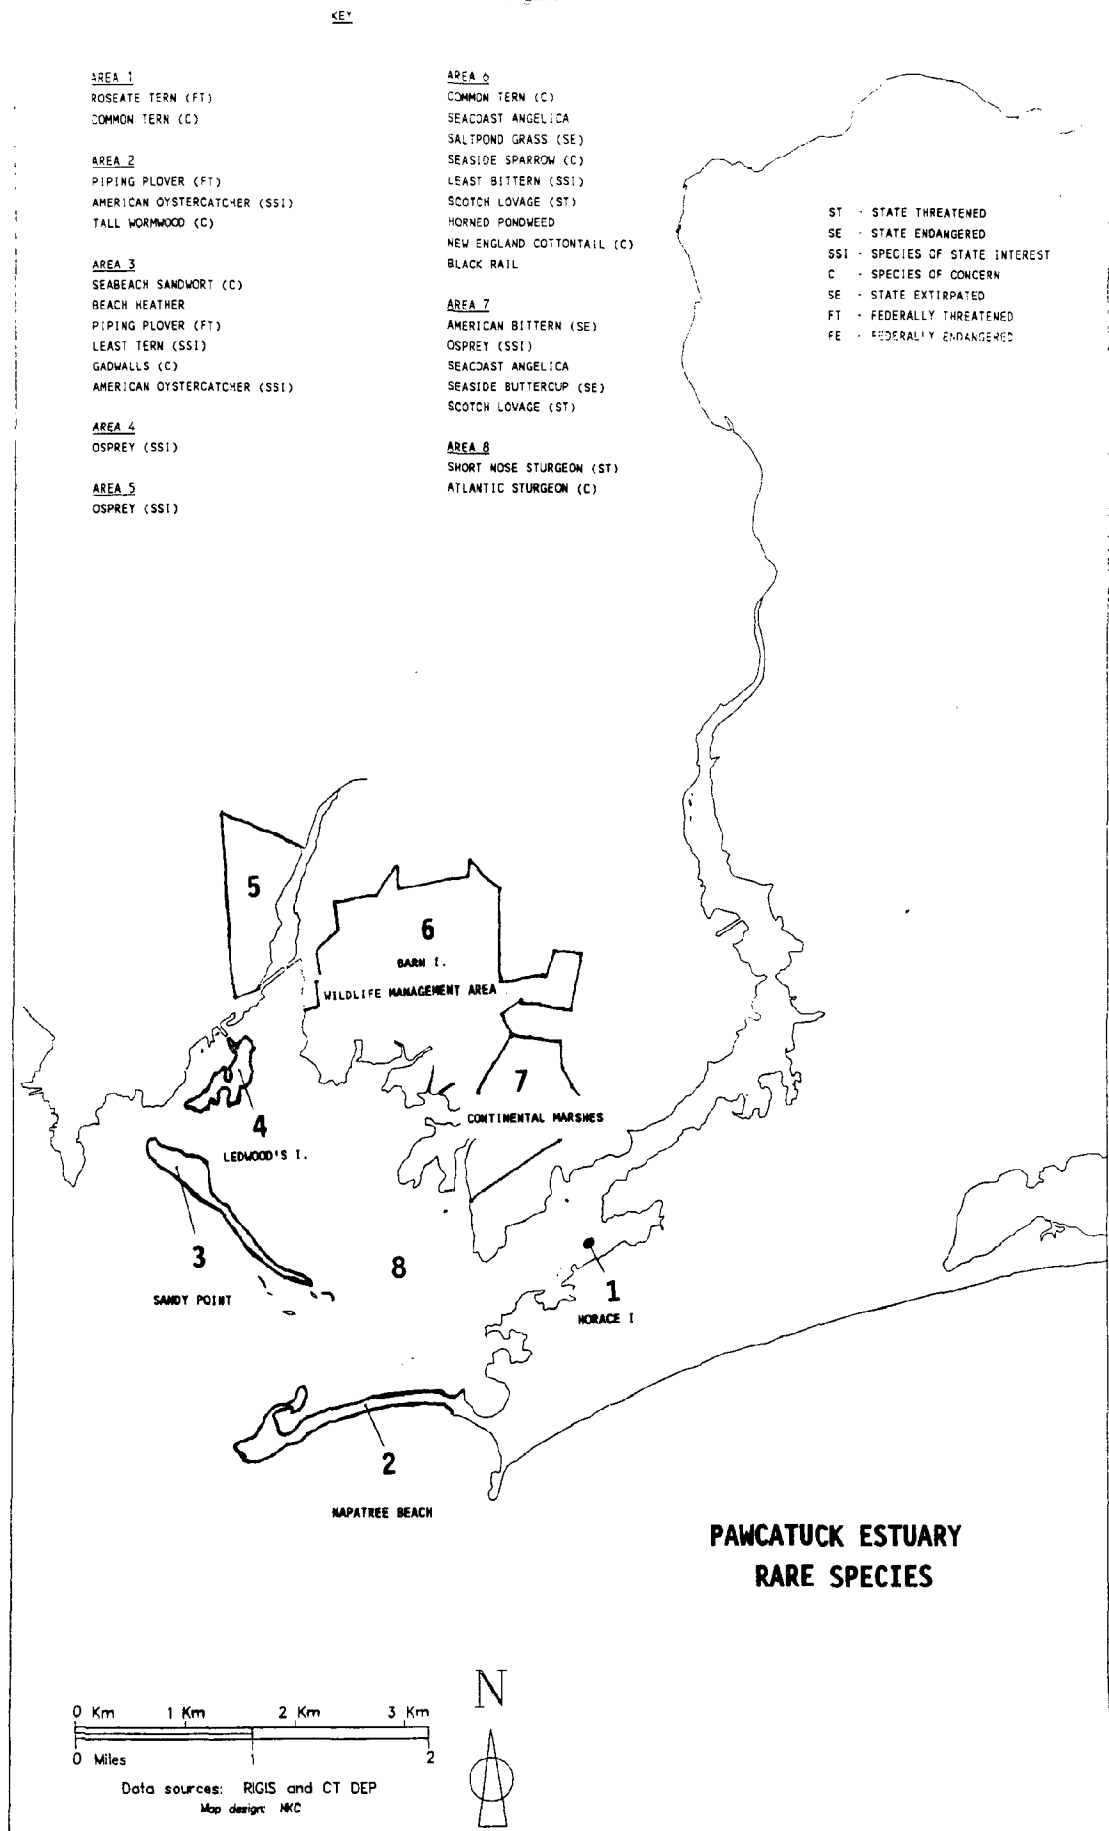 KEY
AREA 1
ROSEATE TERN (FT)
COMMON TERN (C)
AREA 2
PIPING PLOVER (FT)
AMERICAN OYSTERCATCHER (SSI)
TALL WORMWOOD (C)
AREA 3
SEABEACH SANDWORT (C)
BEACH HEATHER
PIPING PLOVER (FT)
LEAST TERN (SSI)
GADWALLS (C)
AMERICAN OYSTERCATCHER (SSI)
AREA 4
OSPREY (SSI)
AREA 5
OSPREY (SSI)
AREA 6
COMMON TERN (C)
SEACOAST ANGELICA
SALTPOND GRASS (SE)
SEASIDE SPARROW (C)
LEAST BITTERN (SSI)
SCOTCH LOVAGE (ST)
HORNED PONDWEED
NEW ENGLAND COTTONTAIL (C)
BLACK RAIL
AREA 7
AMERICAN BITTERN (SE)
OSPREY (SSI)
SEACOAST ANGELICA
SEASIDE BUTTERCUP (SE)
SCOTCH LOVAGE (ST)
AREA 8
SHORT NOSE STURGEON (ST)
ATLANTIC STURGEON (C)
ST - STATE THREATENED
SE - STATE ENDANGERED
SSI - SPECIES OF STATE INTEREST
C - SPECIES OF CONCERN
SE - STATE EXTIRPATED
FT - FEDERALLY THREATENED
FE - FEDERALLY ENDANGERED
5
6
BARN I.
WILDLIFE MANAGEMENT AREA
7
CONTINENTAL MARSHES
4
LEDWOOD'S I.
3
SANDY POINT
8
1
HORACE I
2
NAPATREE BEACH
PAWCATUCK ESTUARY
RARE SPECIES
N
0 Km 1 Km 2 Km 3 Km
0 Miles 1 2
Data sources: RIGIS and CT DEP
Map design: NKC